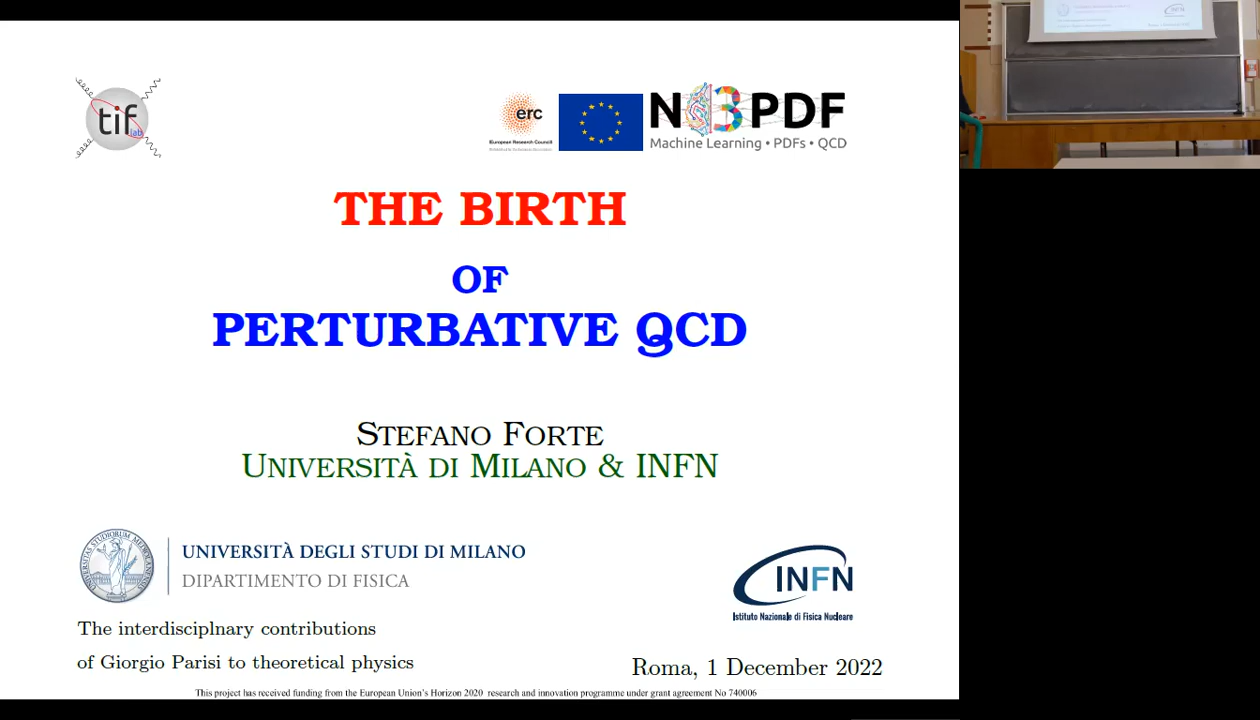 tif
lab
erc
European Research Council
N3PDF
Machine Learning • PDFs • QCD
THE BIRTH
OF
PERTURBATIVE QCD
STEFANO FORTE
UNIVERSITÀ DI MILANO & INFN
UNIVERSITÀ DEGLI STUDI DI MILANO
DIPARTIMENTO DI FISICA
INFN
Istituto Nazionale di Fisica Nucleare
The interdisciplnary contributions
of Giorgio Parisi to theoretical physics
Roma, 1 December 2022
This project has received funding from the European Union's Horizon 2020 research and innovation programme under grant agreement No 740006
INFN